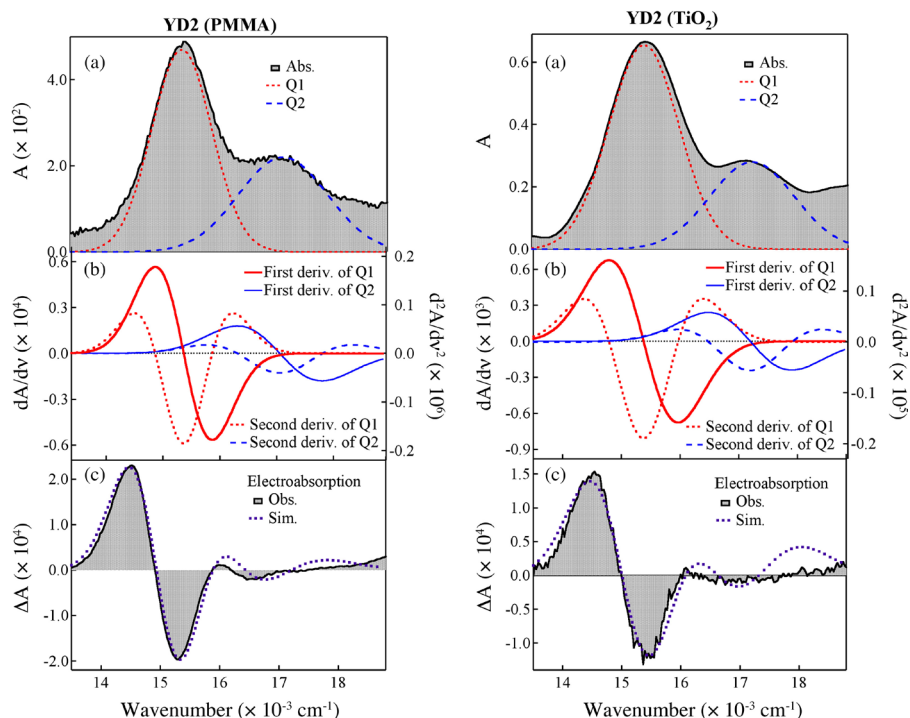 YD2 (PMMA)
(a)
Abs.
Q1
Q2
A (× 10²)
4.0
2.0
0.0
(b)
First deriv. of Q1
First deriv. of Q2
Second deriv. of Q1
Second deriv. of Q2
dA/dν (× 10⁴)
0.6
0.3
0.0
-0.3
-0.6
d²A/dν² (× 10⁶)
0.2
0.1
0.0
-0.1
-0.2
(c)
Electroabsorption
Obs.
Sim.
ΔA (× 10⁴)
2.0
1.0
0.0
-1.0
-2.0
14 15 16 17 18
Wavenumber (× 10⁻³ cm⁻¹)
YD2 (TiO₂)
(a)
Abs.
Q1
Q2
A
0.6
0.4
0.2
0.0
(b)
First deriv. of Q1
First deriv. of Q2
Second deriv. of Q1
Second deriv. of Q2
dA/dν (× 10³)
0.6
0.3
0.0
-0.3
-0.6
-0.9
d²A/dν² (× 10⁵)
0.1
0.0
-0.1
-0.2
(c)
Electroabsorption
Obs.
Sim.
ΔA (× 10⁴)
1.5
1.0
0.5
0.0
-0.5
-1.0
14 15 16 17 18
Wavenumber (× 10⁻³ cm⁻¹)